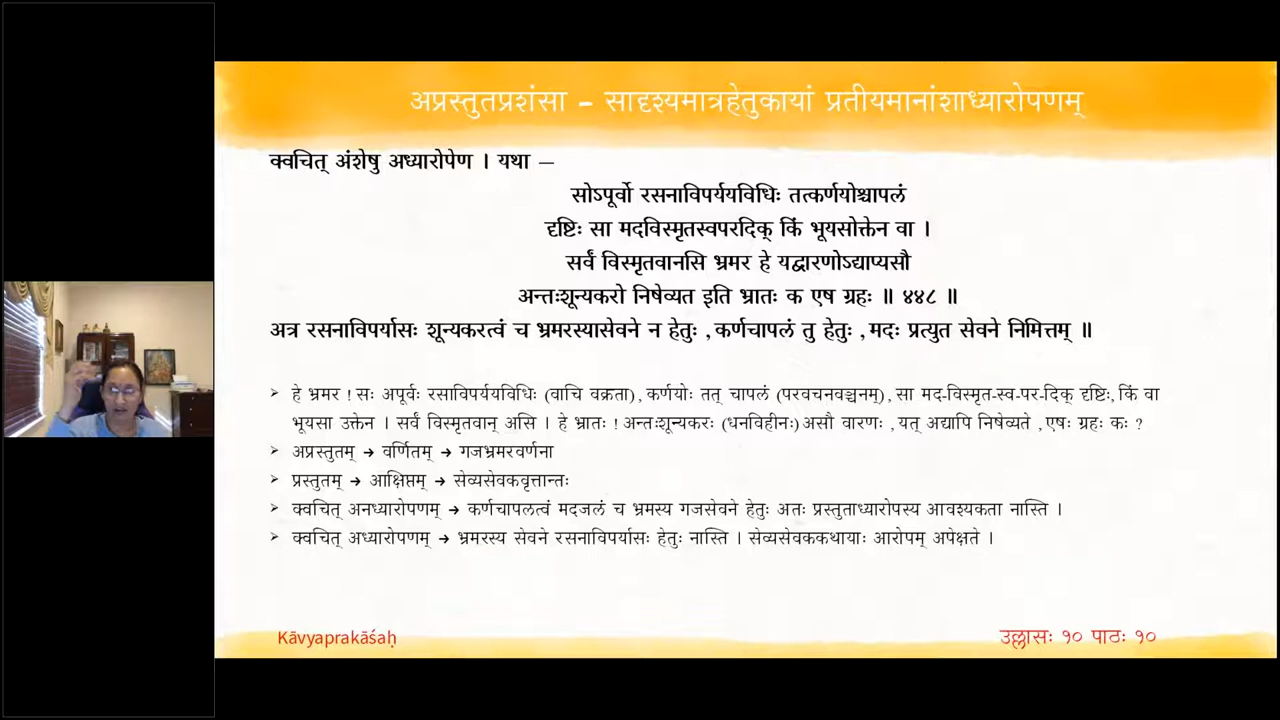 अप्रस्तुतप्रशंसा – सादृश्यमात्रहेतुकायां प्रतीयमानांशाध्यारोपणम्
क्वचित् अंशेषु अध्यारोपेण । यथा –
सोऽपूर्वो रसनाविपर्ययविधिः तत्कर्णयोश्चापलं
दृष्टिः सा मदविस्मृतस्वपरदिक् किं भूयसोक्तेन वा ।
सर्वं विस्मृतवानसि भ्रमर हे यद्वारणोऽद्याप्यसौ
अन्तःशून्यकरो निषेव्यत इति भ्रातः क एष ग्रहः ॥ ४४८ ॥
अत्र रसनाविपर्यासः शून्यकरत्वं च भ्रमरस्यासेवने न हेतुः , कर्णचापलं तु हेतुः , मदः प्रत्युत सेवने निमित्तम् ॥
➢ हे भ्रमर ! सः अपूर्वः रसाविपर्ययविधिः (वाचि वक्रता) , कर्णयोः तत् चापलं (परवचनवञ्चनम्) , सा मद-विस्मृत-स्व-पर-दिक् दृष्टिः, किं वा
भूयसा उक्तेन । सर्वं विस्मृतवान् असि । हे भ्रातः ! अन्तःशून्यकरः (धनविहीनः) असौ वारणः , यत् अद्यापि निषेव्यते , एषः ग्रहः कः ?
➢ अप्रस्तुतम् → वर्णितम् → गजभ्रमरवर्णना
➢ प्रस्तुतम् → आक्षिप्तम् → सेव्यसेवकवृत्तान्तः
➢ क्वचित् अनध्यारोपणम् → कर्णचापलत्वं मदजलं च भ्रमस्य गजसेवने हेतुः अतः प्रस्तुताध्यारोपस्य आवश्यकता नास्ति ।
➢ क्वचित् अध्यारोपणम् → भ्रमरस्य सेवने रसनाविपर्यासः हेतुः नास्ति । सेव्यसेवककथायाः आरोपम् अपेक्षते ।
Kāvyaprakāśaḥ
उल्लासः १० पाठः १०